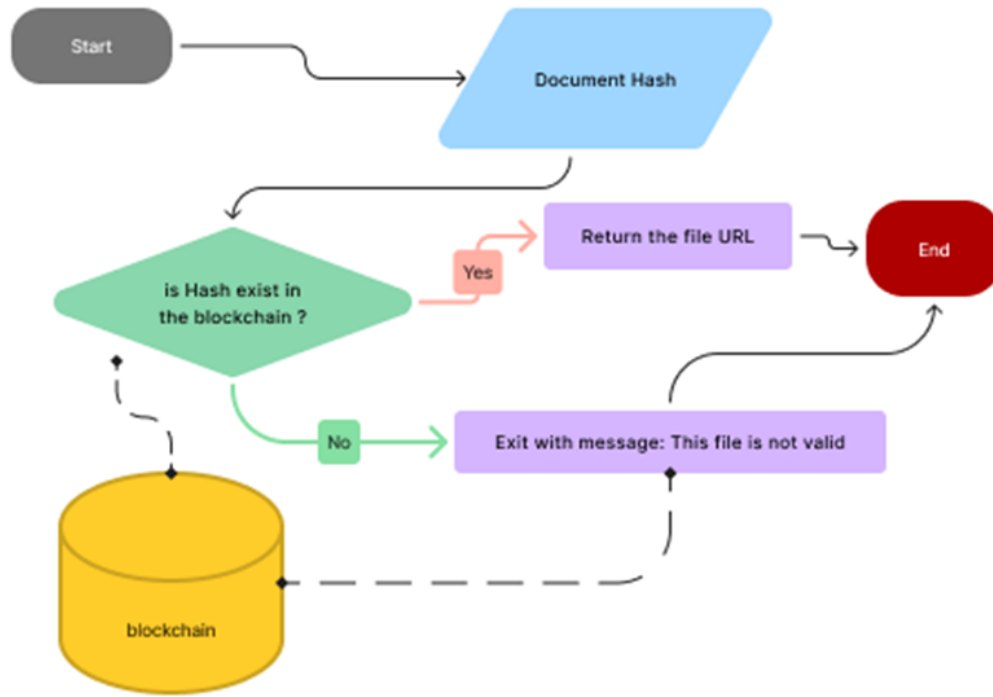 Start
Document Hash
Return the file URL
End
Yes
is Hash exist in
the blockchain ?
No
Exit with message: This file is not valid
blockchain